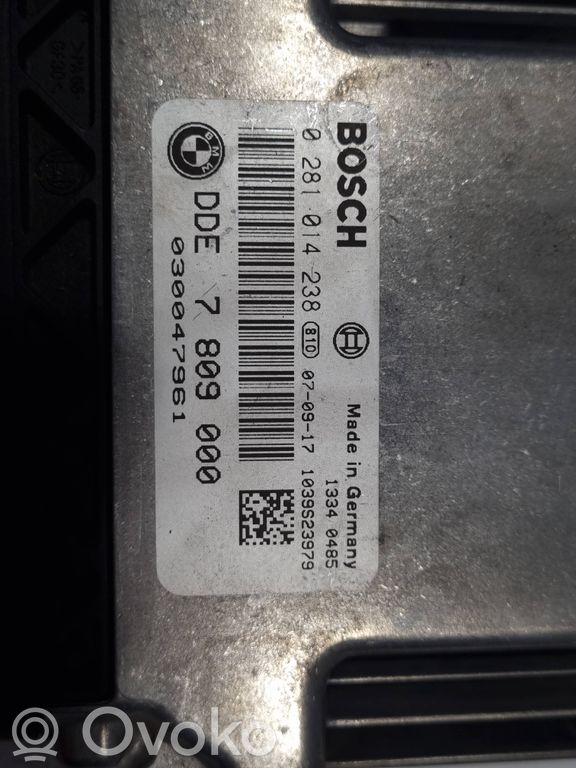 BOSCH
0 281 014 238 810 07-09-17 1039S23979
Made in Germany
1334 0485
BMW
DDE 7 809 000
030047961
Ovoko